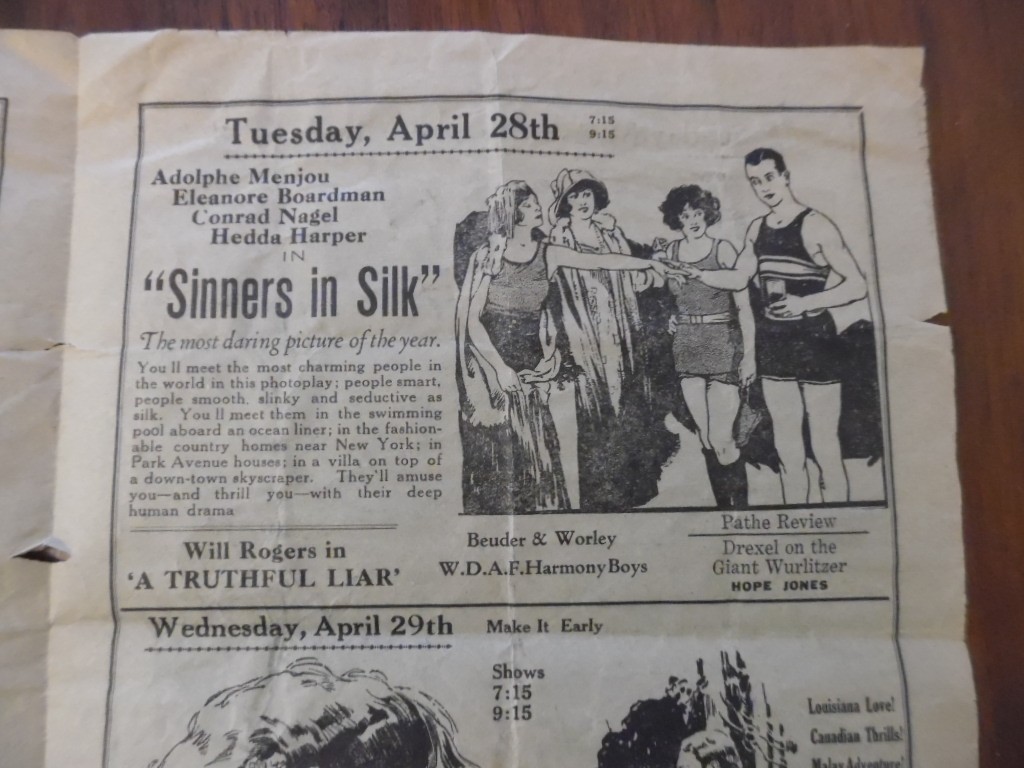 Tuesday, April 28th
7:15
9:15
Adolphe Menjou
Eleanore Boardman
Conrad Nagel
Hedda Harper
IN
"Sinners in Silk"
The most daring picture of the year.
You ll meet the most charming people in
the world in this photoplay; people smart,
people smooth, slinky and seductive as
silk. You ll meet them in the swimming
pool aboard an ocean liner; in the fashion-
able country homes near New York; in
Park Avenue houses; in a villa on top of
a down-town skyscraper. They'll amuse
you—and thrill you—with their deep
human drama
Will Rogers in
'A TRUTHFUL LIAR'
Beuder & Worley
W.D.A.F. Harmony Boys
Pathe Review
Drexel on the
Giant Wurlitzer
HOPE JONES
Wednesday, April 29th
Make It Early
Shows
7:15
9:15
Louisiana Love!
Canadian Thrills!
Malay Adventure!